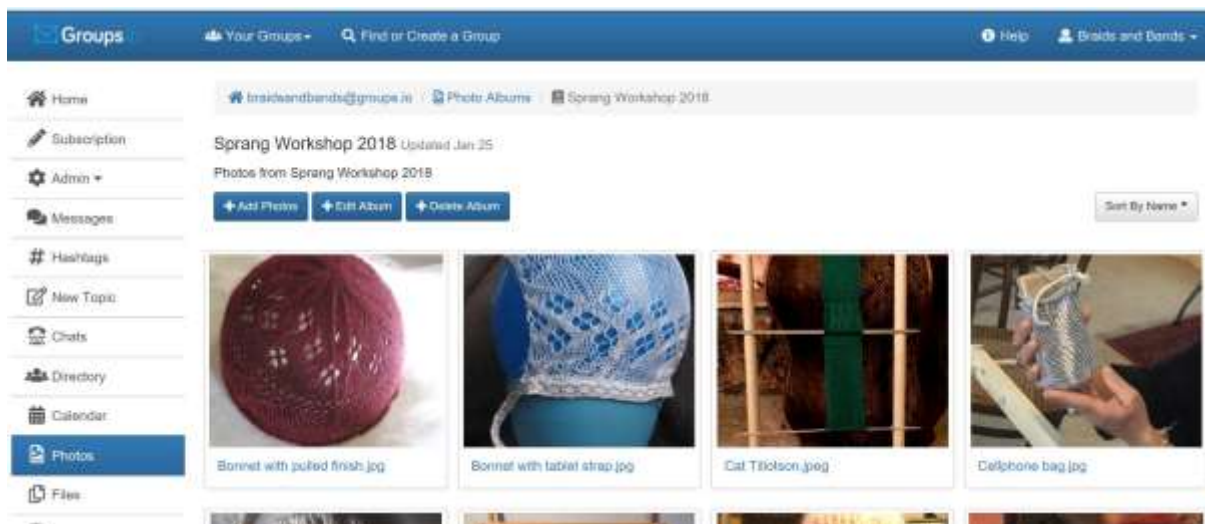 Groups
Your Groups
Find or Create a Group
Help
Braids and Bands
Home
braidsandbands@groups.io / Photo Albums / Sprang Workshop 2018
Subscription
Sprang Workshop 2018 Updated Jan 25
Admin
Photos from Sprang Workshop 2018
+ Add Photos
+ Edit Album
+ Delete Album
Sort By Name
Messages
# Hashtags
New Topic
Chats
Directory
Calendar
Photos
Files
Bonnet with pulled finish.jpg
Bonnet with tablet strap.jpg
Cat Tillotson.jpeg
Cellphone bag.jpg